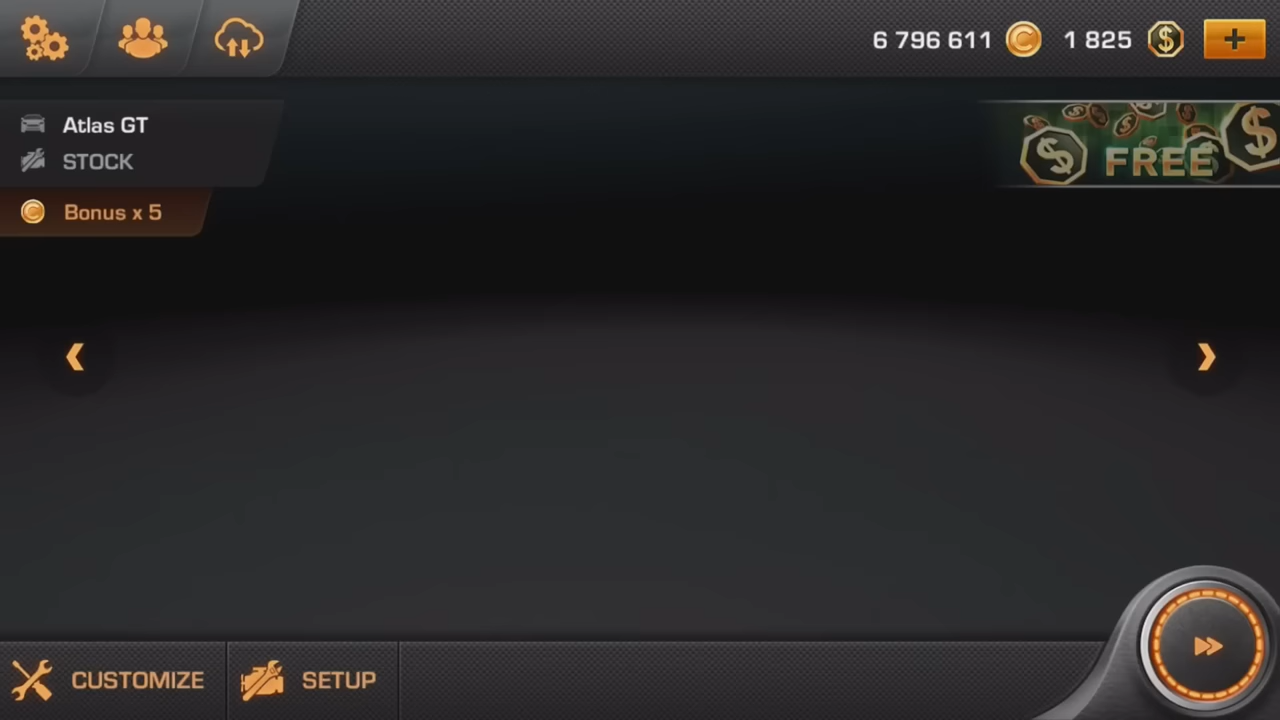 6 796 611
1 825
Atlas GT
STOCK
Bonus x 5
FREE
CUSTOMIZE
SETUP